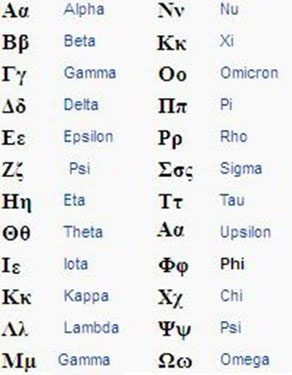 Αα Alpha Νν Nu
Ββ Beta Κκ Xi
Γγ Gamma Οο Omicron
Δδ Delta Ππ Pi
Εε Epsilon Ρρ Rho
Ζζ Psi Σσς Sigma
Ηη Eta Ττ Tau
Θθ Theta Αα Upsilon
Ιε Iota Φφ Phi
Κκ Kappa Χχ Chi
Λλ Lambda Ψψ Psi
Μμ Gamma Ωω Omega